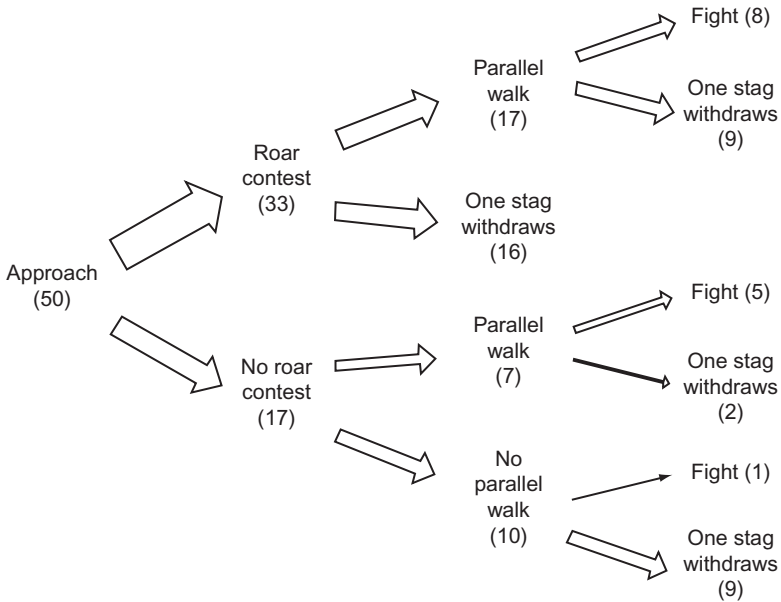 Approach
(50)
Roar
contest
(33)
No roar
contest
(17)
Parallel
walk
(17)
One stag
withdraws
(16)
Parallel
walk
(7)
No
parallel
walk
(10)
Fight (8)
One stag
withdraws
(9)
Fight (5)
One stag
withdraws
(2)
Fight (1)
One stag
withdraws
(9)